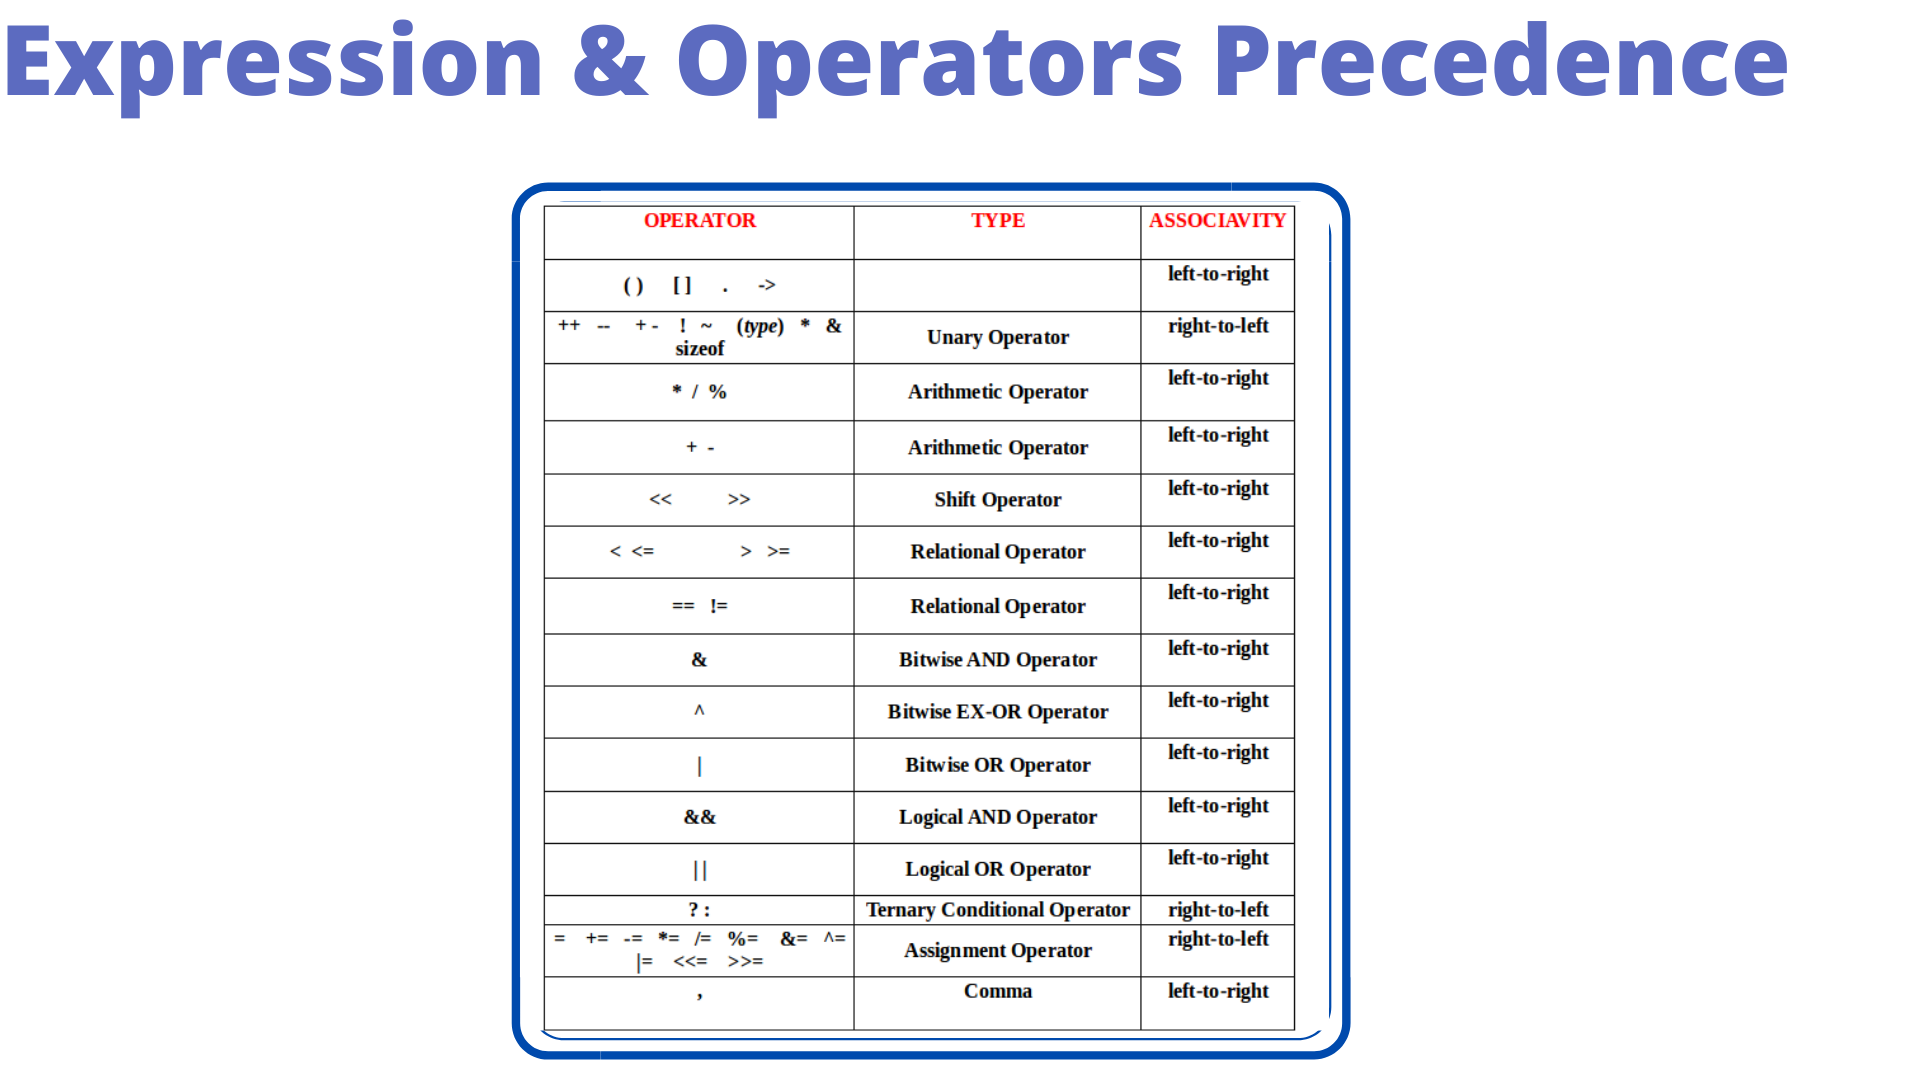 Expression & Operators Precedence
OPERATOR TYPE ASSOCIAVITY
( ) [ ] . -> left-to-right
++ -- + - ! ~ (type) * & sizeof Unary Operator right-to-left
* / % Arithmetic Operator left-to-right
+ - Arithmetic Operator left-to-right
<< >> Shift Operator left-to-right
< <= > >= Relational Operator left-to-right
== != Relational Operator left-to-right
& Bitwise AND Operator left-to-right
^ Bitwise EX-OR Operator left-to-right
| Bitwise OR Operator left-to-right
&& Logical AND Operator left-to-right
|| Logical OR Operator left-to-right
? : Ternary Conditional Operator right-to-left
= += -= *= /= %= &= ^= |= <<= >>= Assignment Operator right-to-left
, Comma left-to-right